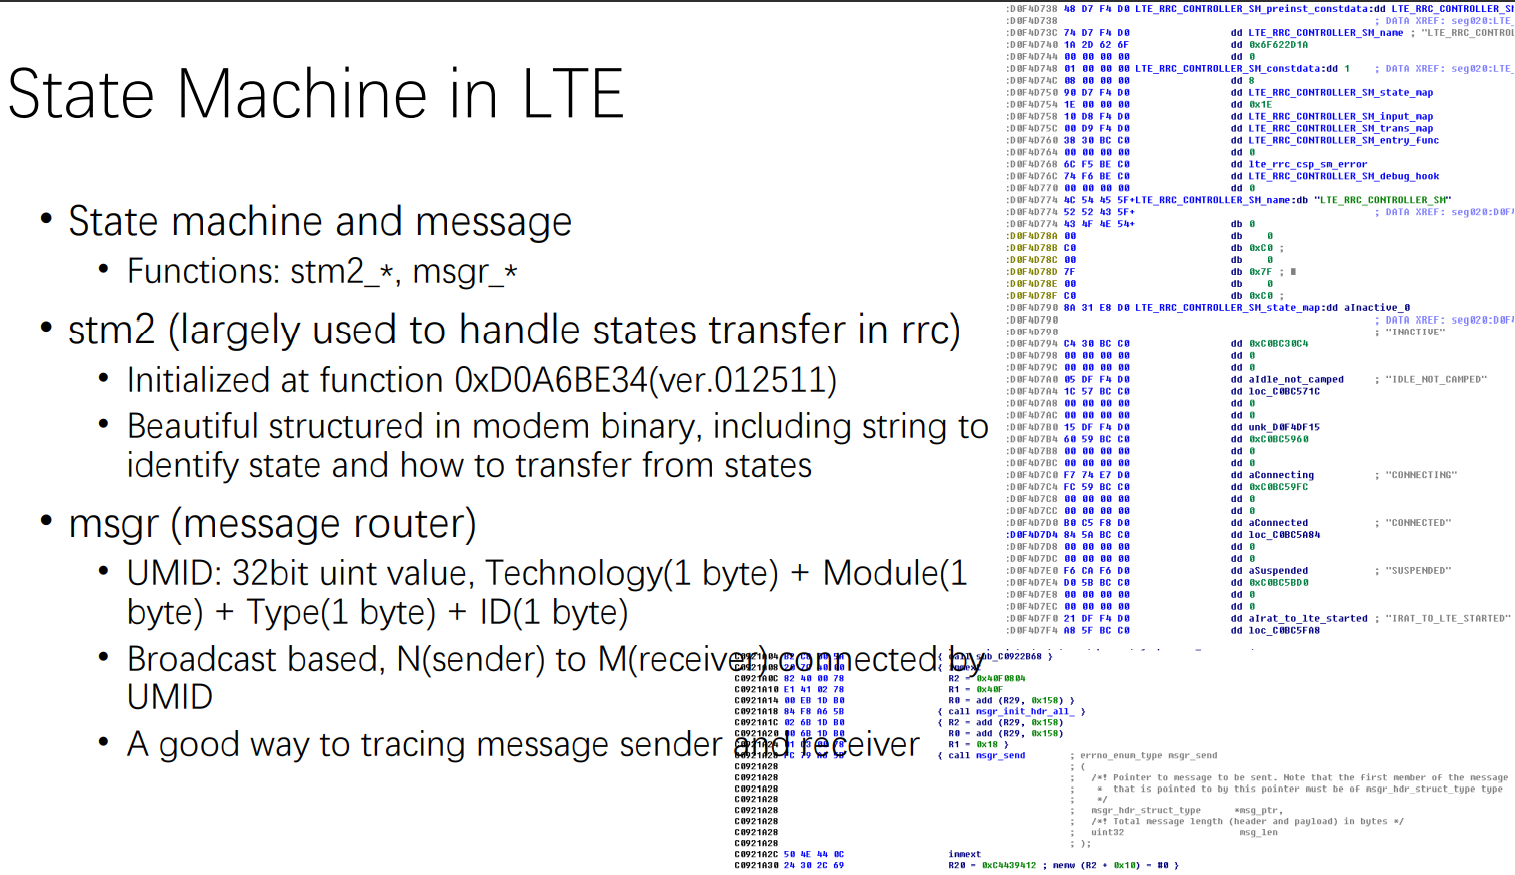 State Machine in LTE
• State machine and message
• Functions: stm2_*, msgr_*
• stm2 (largely used to handle states transfer in rrc)
• Initialized at function 0xD0A6BE34(ver.012511)
• Beautiful structured in modem binary, including string to
identify state and how to transfer from states
• msgr (message router)
• UMID: 32bit uint value, Technology(1 byte) + Module(1
byte) + Type(1 byte) + ID(1 byte)
• Broadcast based, N(sender) to M(receiver) connected by
UMID
• A good way to tracing message sender and receiver
:D0F4D738 48 D7 F4 D0 LTE_RRC_CONTROLLER_SM_preinst_constdata:dd LTE_RRC_CONTROLLER_SM
:D0F4D738 ; DATA XREF: seg020:LTE_
:D0F4D73C 74 D7 F4 D0 dd LTE_RRC_CONTROLLER_SM_name ; "LTE_RRC_CONTROL
:D0F4D740 1A 2D 62 6F dd 0x6F622D1A
:D0F4D744 00 00 00 00 dd 0
:D0F4D748 01 00 00 00 LTE_RRC_CONTROLLER_SM_constdata:dd 1 ; DATA XREF: seg020:LTE_
:D0F4D74C 08 00 00 00 dd 8
:D0F4D750 90 D7 F4 D0 dd LTE_RRC_CONTROLLER_SM_state_map
:D0F4D754 1E 00 00 00 dd 0x1E
:D0F4D758 10 D8 F4 D0 dd LTE_RRC_CONTROLLER_SM_input_map
:D0F4D75C 00 D9 F4 D0 dd LTE_RRC_CONTROLLER_SM_trans_map
:D0F4D760 38 30 BC C0 dd LTE_RRC_CONTROLLER_SM_entry_func
:D0F4D764 00 00 00 00 dd 0
:D0F4D768 6C F5 BE C0 dd lte_rrc_csp_sm_error
:D0F4D76C 74 F6 BE C0 dd LTE_RRC_CONTROLLER_SM_debug_hook
:D0F4D770 00 00 00 00 dd 0
:D0F4D774 4C 54 45 5F+LTE_RRC_CONTROLLER_SM_name:db "LTE_RRC_CONTROLLER_SM"
:D0F4D774 52 52 43 5F+ ; DATA XREF: seg020:D0F4
:D0F4D774 43 4F 4E 54+ db 0
:D0F4D78A 00 db 0
:D0F4D78B C0 db 0xC0 ;
:D0F4D78C 00 db 0
:D0F4D78D 7F db 0x7F ; ■
:D0F4D78E 00 db 0
:D0F4D78F C0 db 0xC0 ;
:D0F4D790 8A 31 E8 D0 LTE_RRC_CONTROLLER_SM_state_map:dd aInactive_0
:D0F4D790 ; DATA XREF: seg020:D0F4
:D0F4D790 ; "INACTIVE"
:D0F4D794 C4 30 BC C0 dd 0xC0BC30C4
:D0F4D798 00 00 00 00 dd 0
:D0F4D79C 00 00 00 00 dd 0
:D0F4D7A0 05 DF F4 D0 dd aIdle_not_camped ; "IDLE_NOT_CAMPED"
:D0F4D7A4 1C 57 BC C0 dd loc_C0BC571C
:D0F4D7A8 00 00 00 00 dd 0
:D0F4D7AC 00 00 00 00 dd 0
:D0F4D7B0 15 DF F4 D0 dd unk_D0F4DF15
:D0F4D7B4 60 59 BC C0 dd 0xC0BC5960
:D0F4D7B8 00 00 00 00 dd 0
:D0F4D7BC 00 00 00 00 dd 0
:D0F4D7C0 F7 74 E7 D0 dd aConnecting ; "CONNECTING"
:D0F4D7C4 FC 59 BC C0 dd 0xC0BC59FC
:D0F4D7C8 00 00 00 00 dd 0
:D0F4D7CC 00 00 00 00 dd 0
:D0F4D7D0 B0 C5 F8 D0 dd aConnected ; "CONNECTED"
:D0F4D7D4 84 5A BC C0 dd loc_C0BC5A84
:D0F4D7D8 00 00 00 00 dd 0
:D0F4D7DC 00 00 00 00 dd 0
:D0F4D7E0 F6 CA F6 D0 dd aSuspended ; "SUSPENDED"
:D0F4D7E4 D0 5B BC C0 dd 0xC0BC5BD0
:D0F4D7E8 00 00 00 00 dd 0
:D0F4D7EC 00 00 00 00 dd 0
:D0F4D7F0 21 DF F4 D0 dd aIrat_to_lte_started ; "IRAT_TO_LTE_STARTED"
:D0F4D7F4 A8 5F BC C0 dd loc_C0BC5FA8
C0921A04 { call sub_C0922B68 }
C0921A08 { immext
C0921A0C 82 40 00 78 R2 = 0x40F0804
C0921A10 E1 41 02 78 R1 = 0x40F
C0921A14 00 EB 1D B0 R0 = add (R29, 0x158) }
C0921A18 84 F8 A6 5B { call msgr_init_hdr_all_ }
C0921A1C 02 6B 1D B0 { R2 = add (R29, 0x158)
C0921A20 00 6B 1D B0 R0 = add (R29, 0x158)
C0921A24 R1 = 0x18 }
C0921A28 { call msgr_send ; errno_enum_type msgr_send
C0921A28 ; (
C0921A28 ; /*! Pointer to message to be sent. Note that the first member of the message
C0921A28 ; * that is pointed to by this pointer must be of msgr_hdr_struct_type type
C0921A28 ; */
C0921A28 ; msgr_hdr_struct_type *msg_ptr,
C0921A28 ; /*! Total message length (header and payload) in bytes */
C0921A28 ; uint32 msg_len
C0921A28 ; );
C0921A2C 50 4E 44 0C immext
C0921A30 24 30 2C 69 R20 = 0xC4439412 ; memw (R2 + 0x10) = #0 }